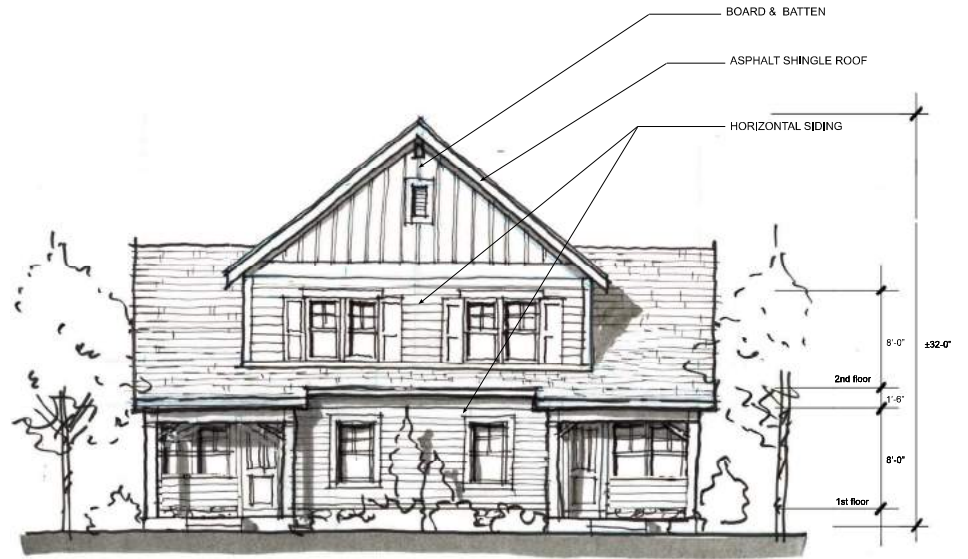 BOARD & BATTEN
ASPHALT SHINGLE ROOF
HORIZONTAL SIDING
8'-0"
±32-0"
2nd floor
1'-6"
8'-0"
1st floor